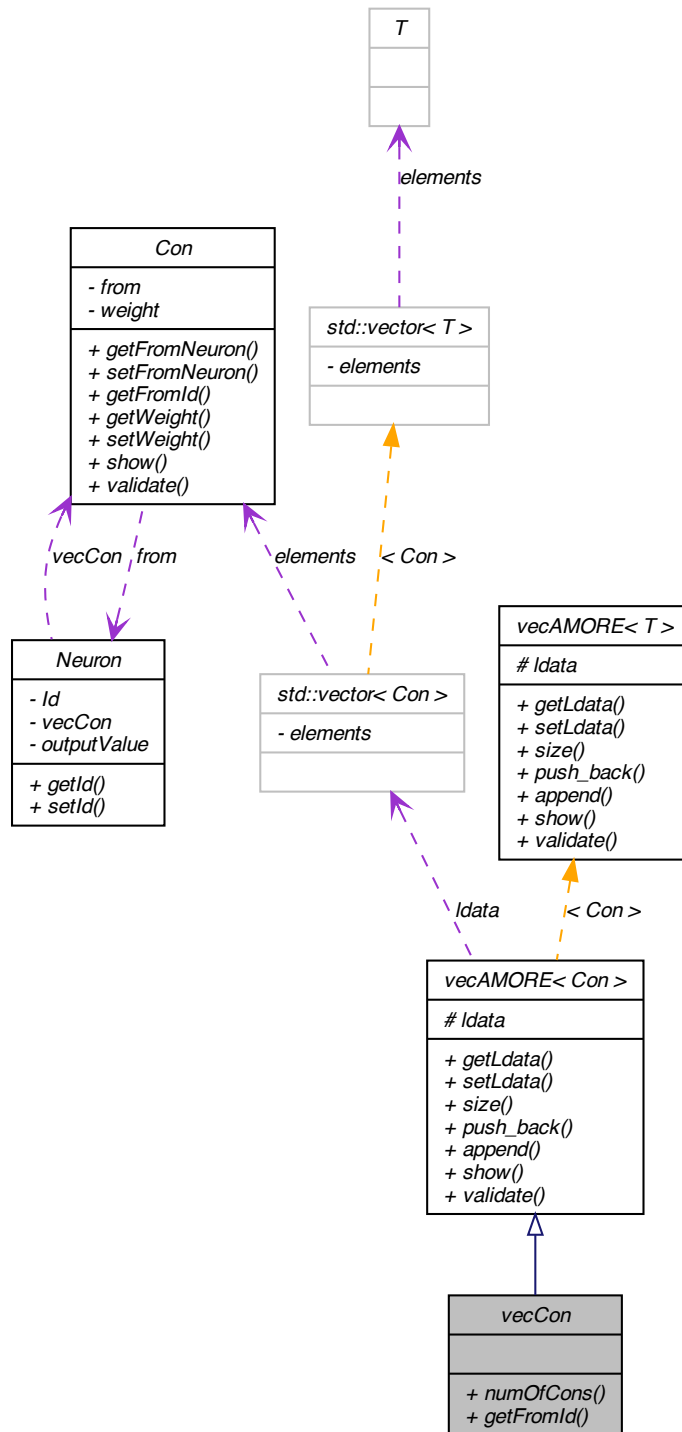 T
elements
Con
- from
- weight
+ getFromNeuron()
+ setFromNeuron()
+ getFromId()
+ getWeight()
+ setWeight()
+ show()
+ validate()
std::vector< T >
- elements
vecCon
from
elements
< Con >
Neuron
- Id
- vecCon
- outputValue
+ getId()
+ setId()
std::vector< Con >
- elements
vecAMORE< T >
# ldata
+ getLdata()
+ setLdata()
+ size()
+ push_back()
+ append()
+ show()
+ validate()
ldata
< Con >
vecAMORE< Con >
# ldata
+ getLdata()
+ setLdata()
+ size()
+ push_back()
+ append()
+ show()
+ validate()
vecCon
+ numOfCons()
+ getFromId()